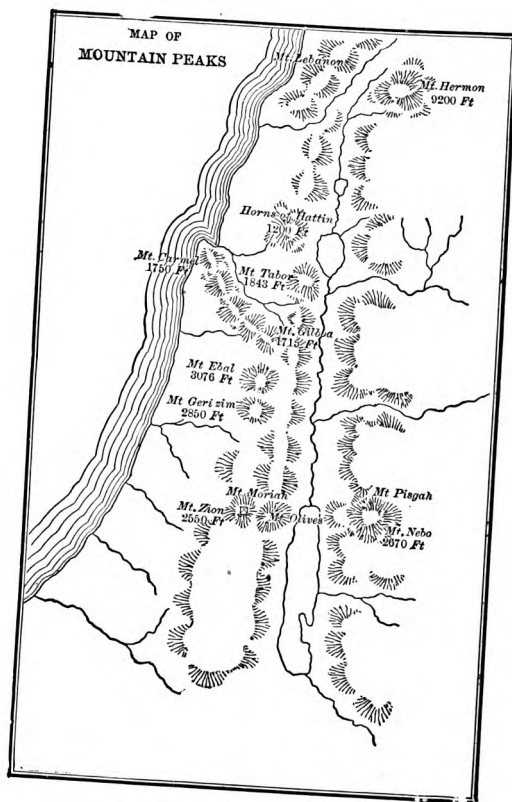 MAP OF
MOUNTAIN PEAKS
Mt. Lebanon
Mt. Hermon
9200 Ft
Horns of Hattin
1200 Ft
Mt. Carmel
1750 Ft
Mt Tabor
1843 Ft
Mt. Gilboa
1715 Ft
Mt Ebal
3076 Ft
Mt Gerizim
2850 Ft
Mt Moriah
Mt Pisgah
Mt. Zion
2550 Ft
Mt Olives
Mt. Nebo
2670 Ft